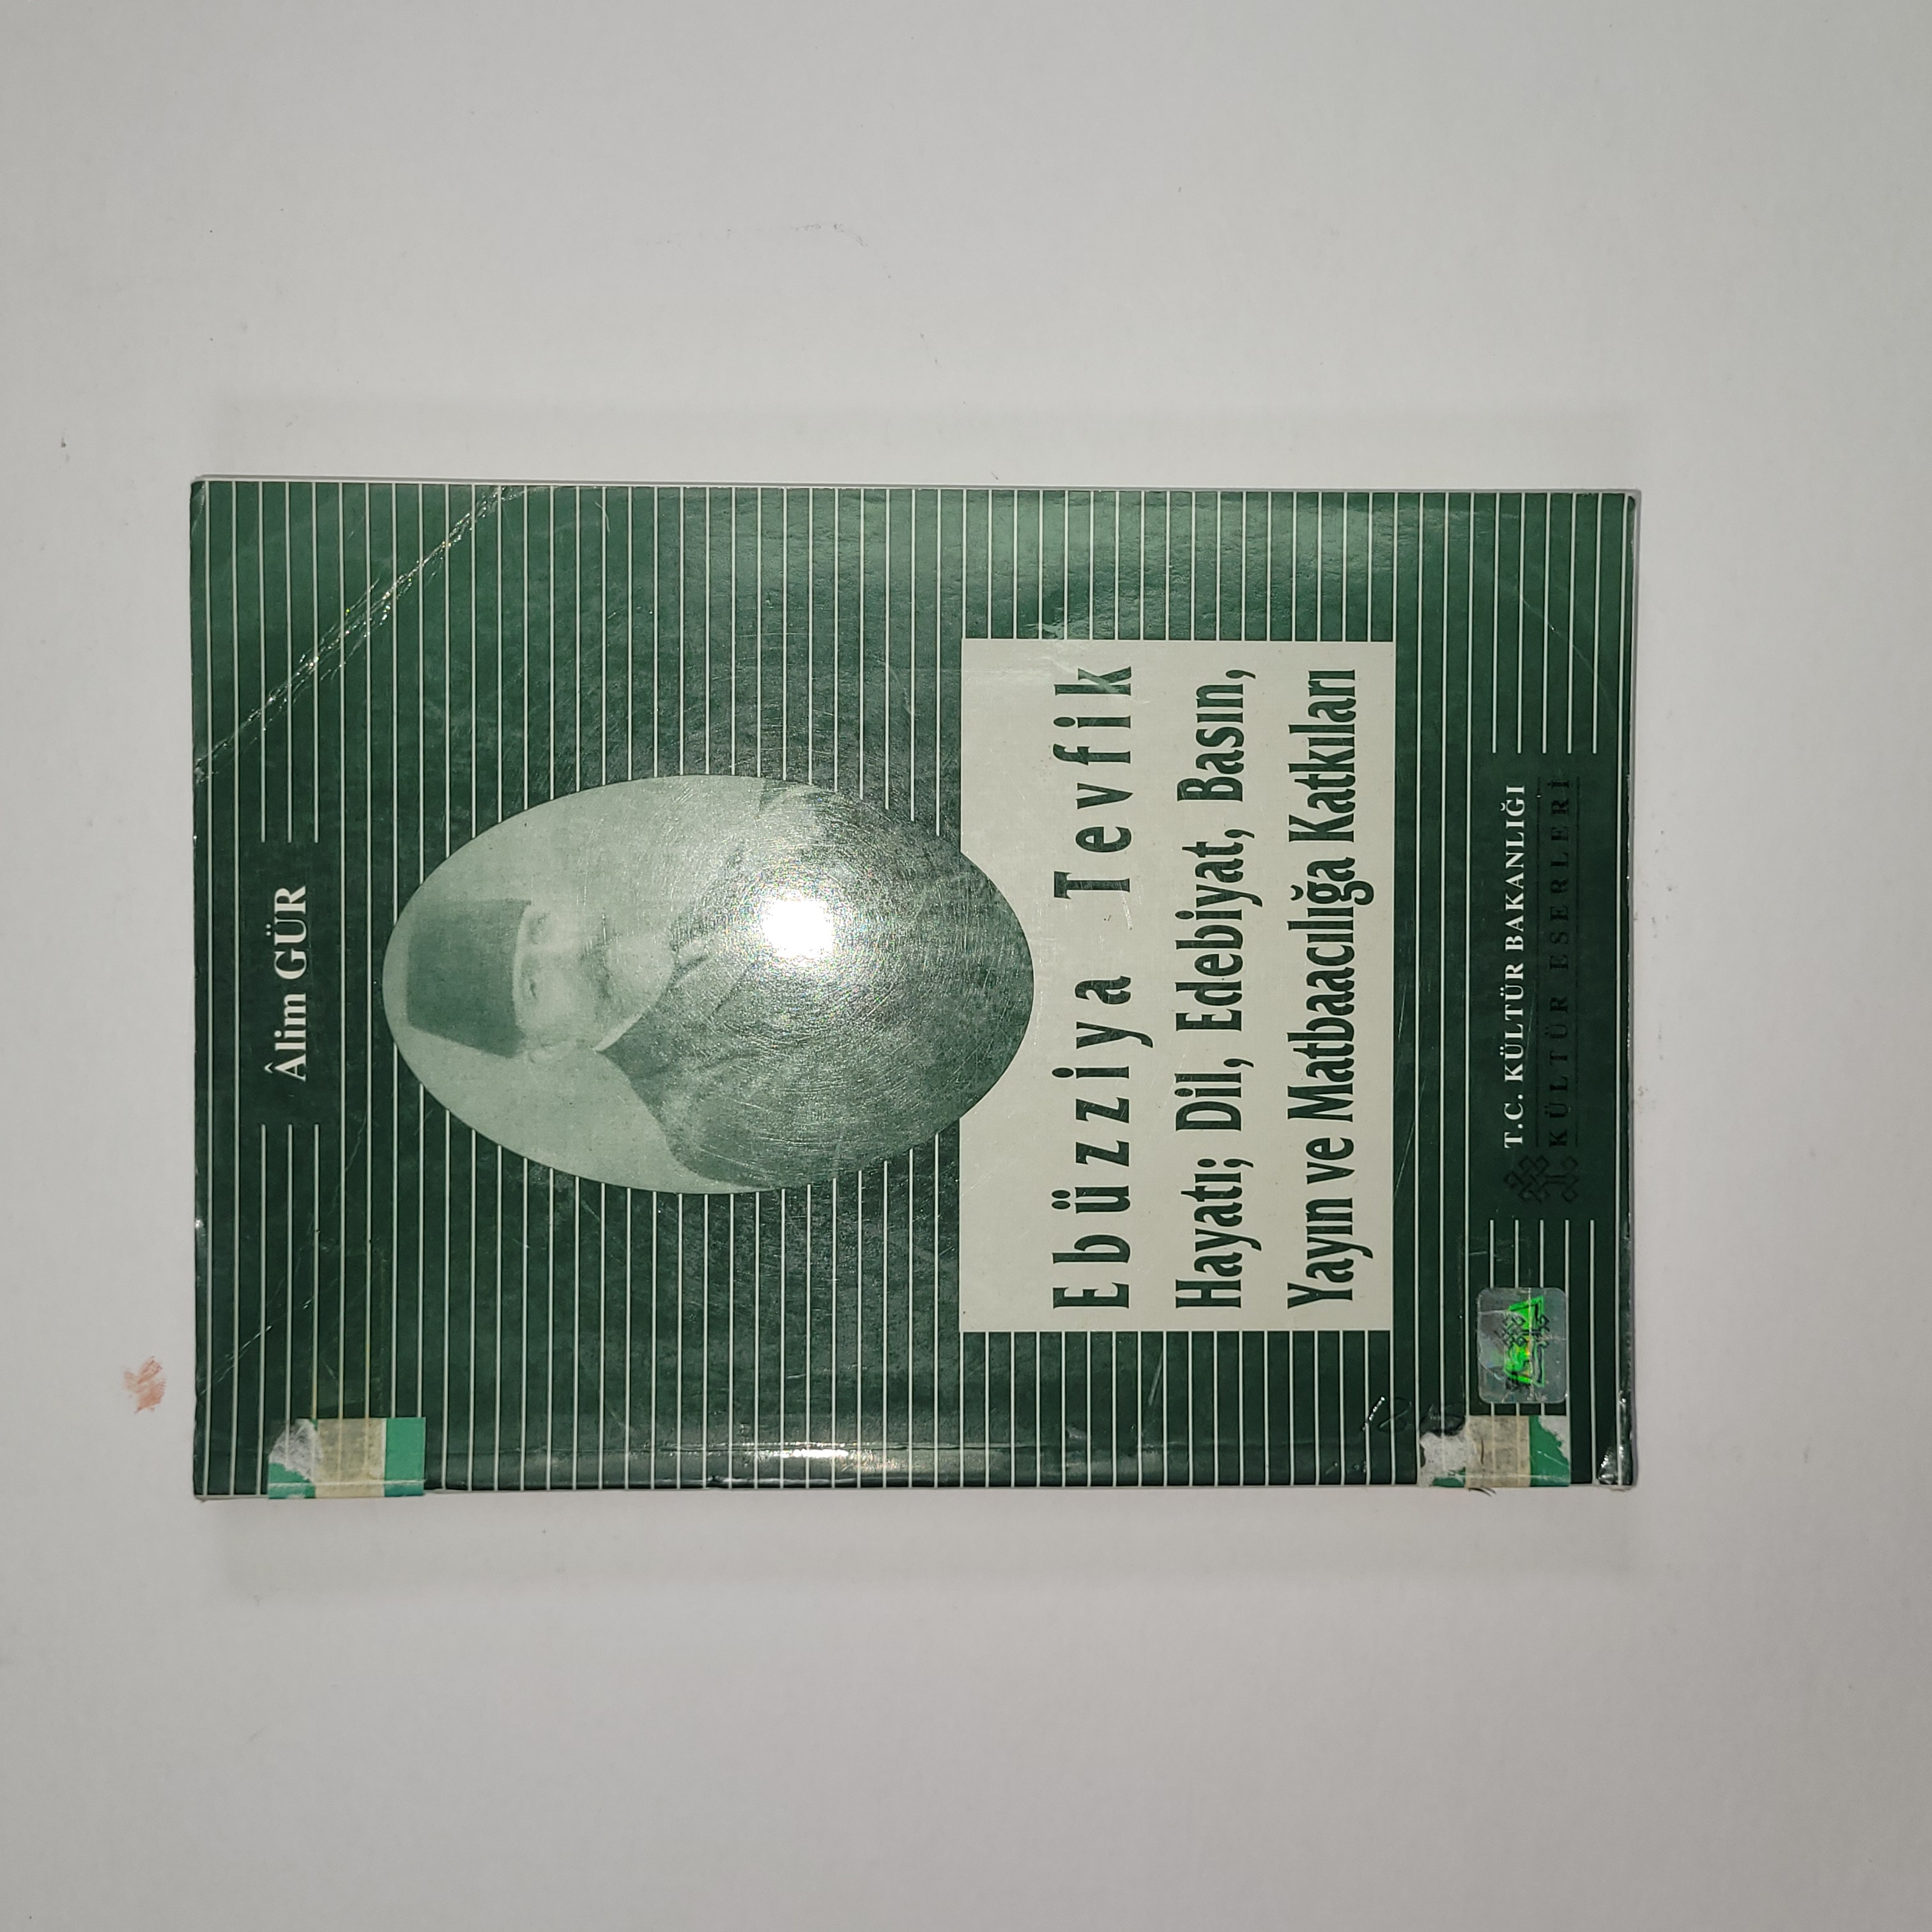 Âlim GÜR
Ebüzziya Tevfik
Hayatı; Dil, Edebiyat, Basın,
Yayın ve Matbaacılığa Katkıları
T.C. KÜLTÜR BAKANLIĞI
KÜLTÜR ESERLERİ